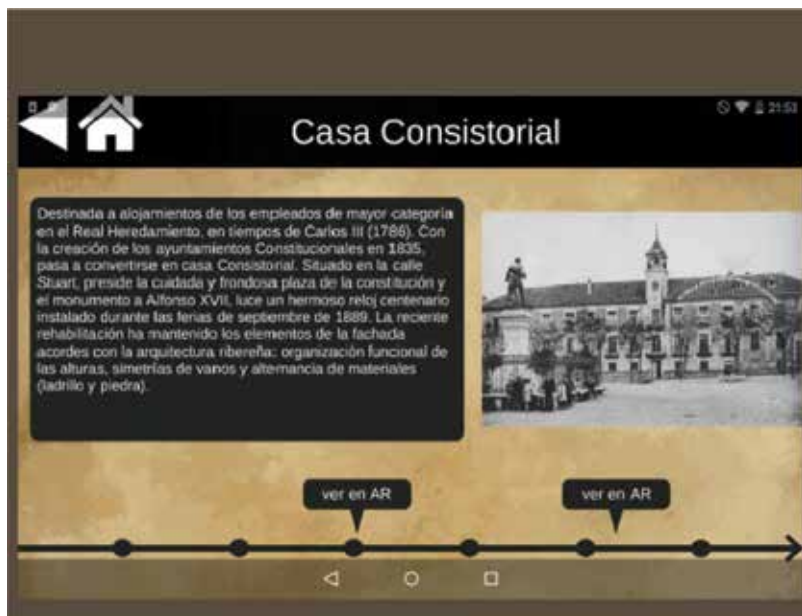 21:53
Casa Consistorial
Destinada a alojamientos de los empleados de mayor categoría
en el Real Heredamiento, en tiempos de Carlos III (1786). Con
la creación de los ayuntamientos Constitucionales en 1835,
pasa a convertirse en casa Consistorial. Situado en la calle
Stuart, preside la cuidada y frondosa plaza de la constitución y
el monumento a Alfonso XVII, luce un hermoso reloj centenario
instalado durante las ferias de septiembre de 1889. La reciente
rehabilitación ha mantenido los elementos de la fachada
acordes con la arquitectura ribereña: organización funcional de
las alturas, simetrías de vanos y alternancia de materiales
(ladrillo y piedra).
ver en AR
ver en AR